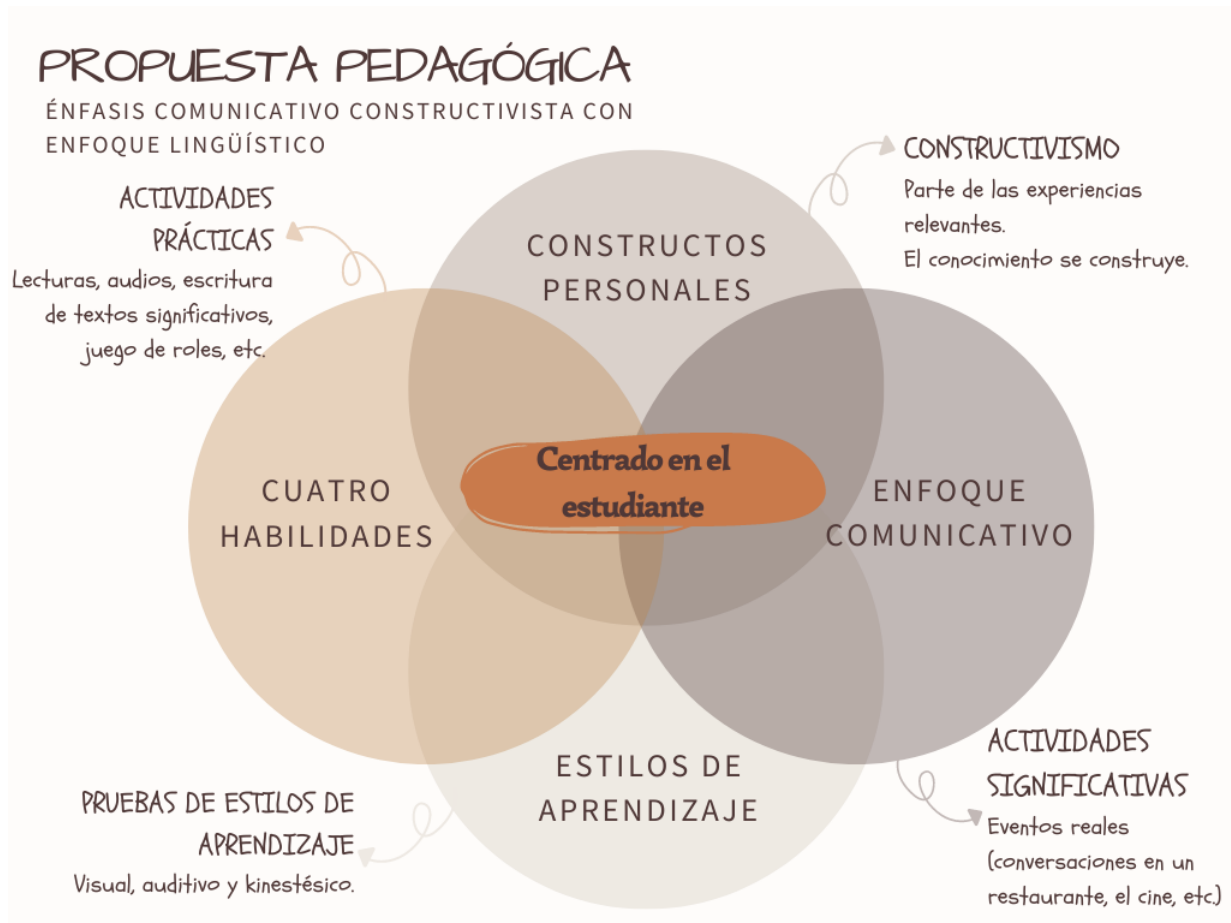 PROPUESTA PEDAGÓGICA
ÉNFASIS COMUNICATIVO CONSTRUCTIVISTA CON
ENFOQUE LINGÜÍSTICO
ACTIVIDADES
PRÁCTICAS
Lecturas, audios, escritura
de textos significativos,
juego de roles, etc.
CONSTRUCTIVISMO
Parte de las experiencias
relevantes.
El conocimiento se construye.
CONSTRUCTOS
PERSONALES
Centrado en el
estudiante
CUATRO
HABILIDADES
ENFOQUE
COMUNICATIVO
ESTILOS DE
APRENDIZAJE
PRUEBAS DE ESTILOS DE
APRENDIZAJE
Visual, auditivo y kinestésico.
ACTIVIDADES
SIGNIFICATIVAS
Eventos reales
(conversaciones en un
restaurante, el cine, etc.)